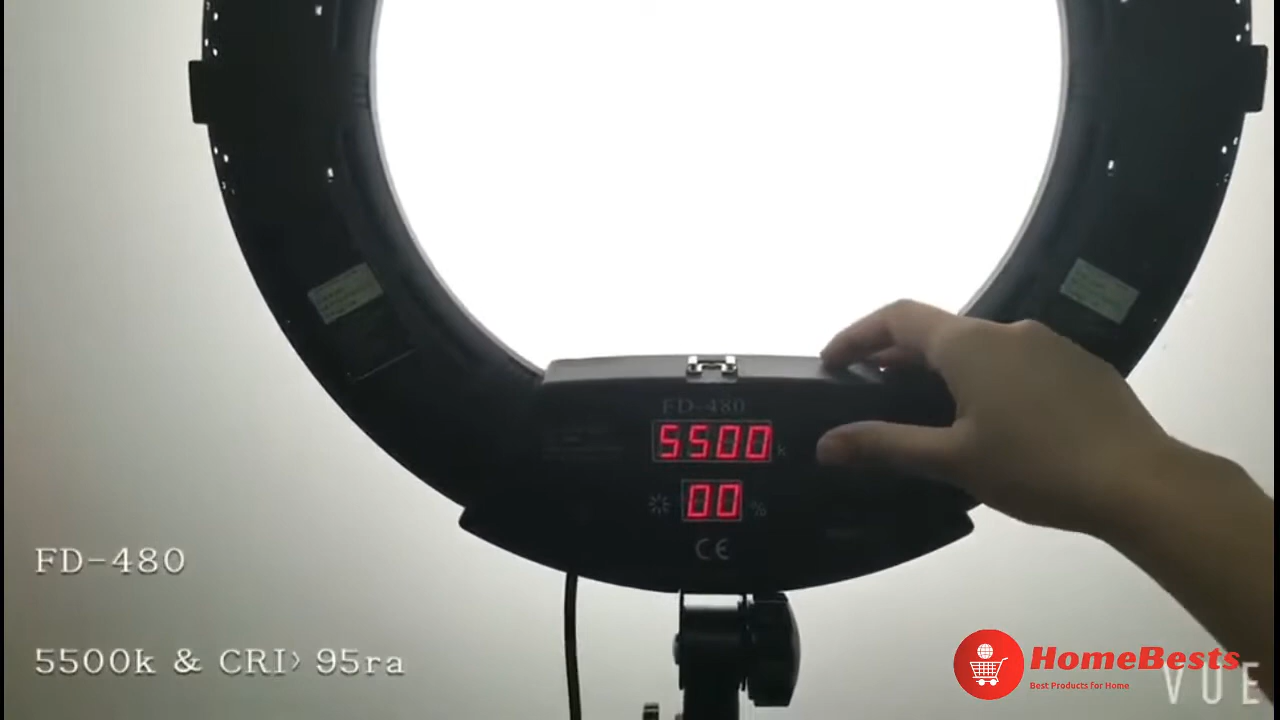 FD-480
5500 k
00 %
CE
FD-480
5500k & CRI> 95ra
HomeBests
Best Products for Home
VUE